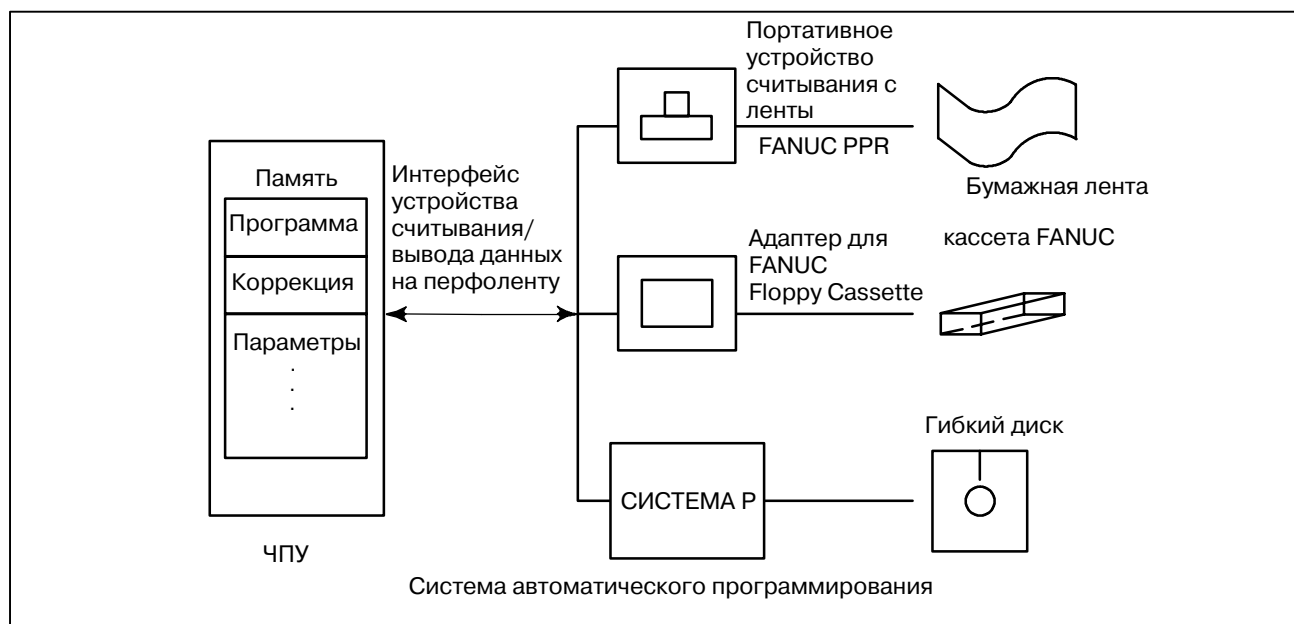 Портативное
устройство
считывания с
ленты
FANUC PPR
Бумажная лента
Память
Программа
Коррекция
Параметры
.
.
.
ЧПУ
Интерфейс
устройства
считывания/
вывода данных
на перфоленту
Адаптер для
FANUC
Floppy Cassette
кассета FANUC
Гибкий диск
СИСТЕМА P
Система автоматического программирования